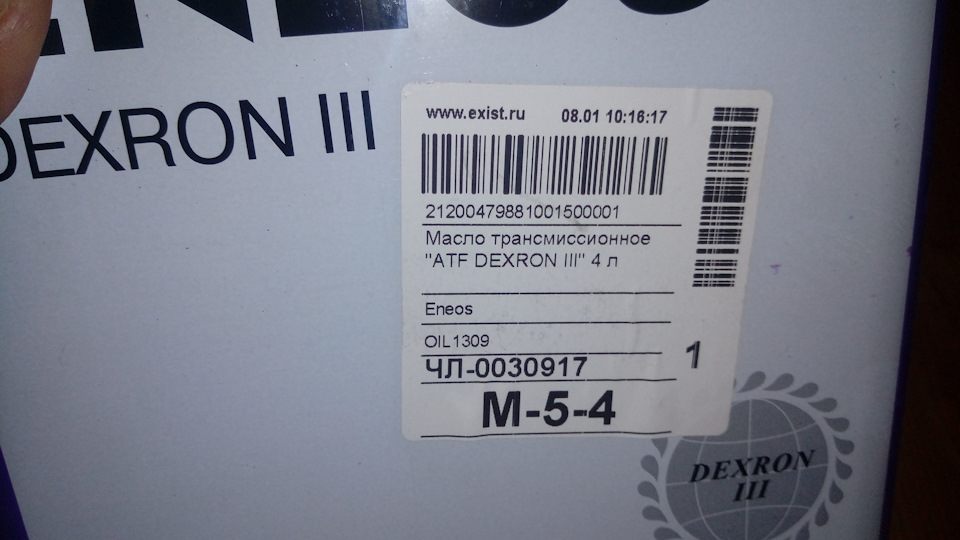 DEXRON III
www.exist.ru 08.01 10:16:17
21200479881001500001
Масло трансмиссионное
"ATF DEXRON III" 4 л
Eneos
OIL1309
ЧЛ-0030917
1
М-5-4
DEXRON
III